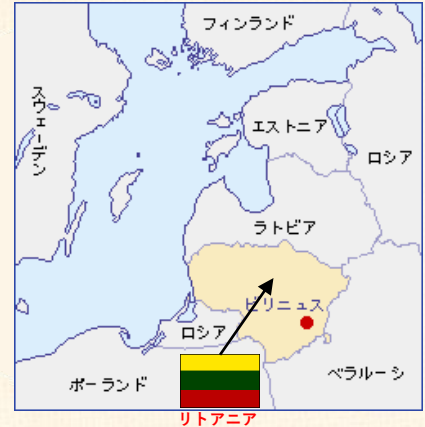 フィンランド
スウェーデン
エストニア
ロシア
ラトビア
ビリニュス
ロシア
ベラルーシ
ポーランド
リトアニア